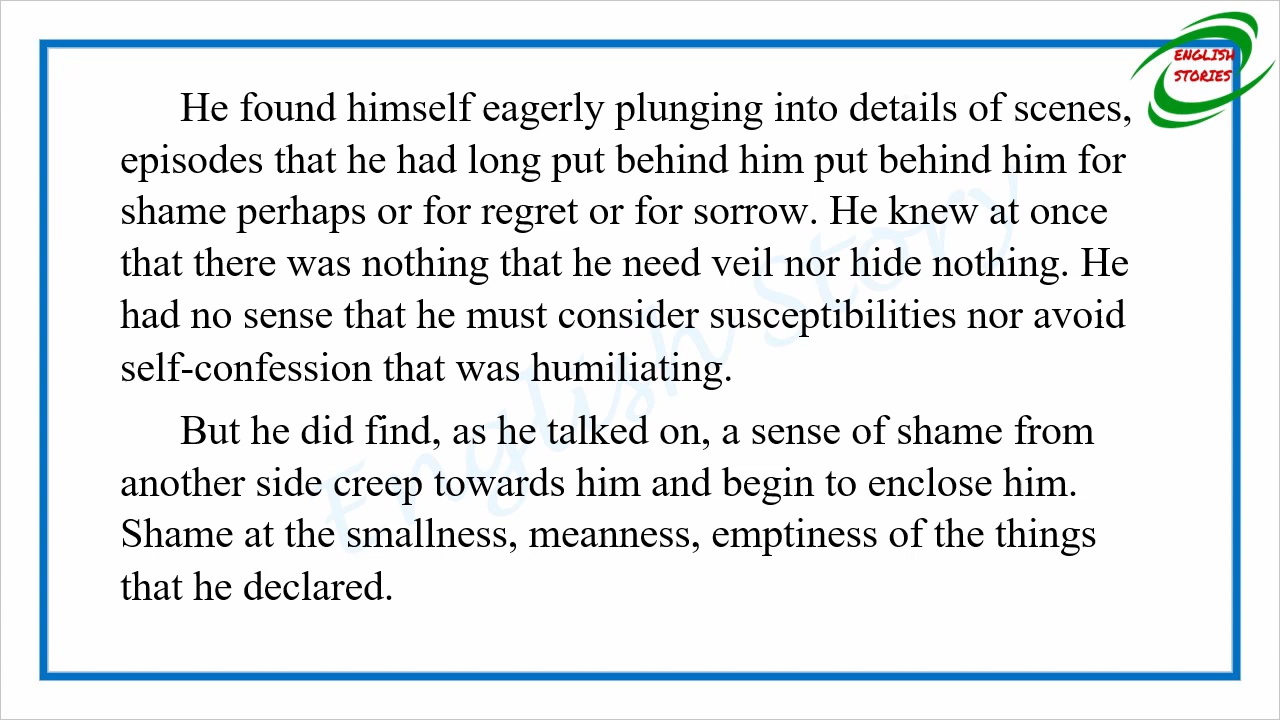 ENGLISH
STORIES
He found himself eagerly plunging into details of scenes,
episodes that he had long put behind him put behind him for
shame perhaps or for regret or for sorrow. He knew at once
that there was nothing that he need veil nor hide nothing. He
had no sense that he must consider susceptibilities nor avoid
self-confession that was humiliating.
But he did find, as he talked on, a sense of shame from
another side creep towards him and begin to enclose him.
Shame at the smallness, meanness, emptiness of the things
that he declared.
English Story